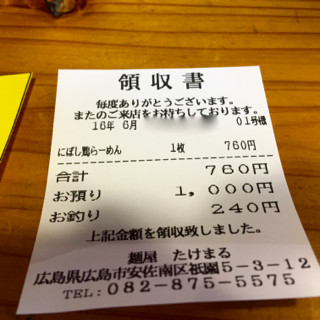 領収書
毎度ありがとうございます。
またのご来店をお待ちしております。
16年 6月 01号機
にぼし鶏らーめん 1枚 760円
合計 760円
お預り 1,000円
お釣り 240円
上記金額を領収致しました。
麺屋 たけまる
広島県広島市安佐南区祇園5-3-12
TEL:082-875-5575